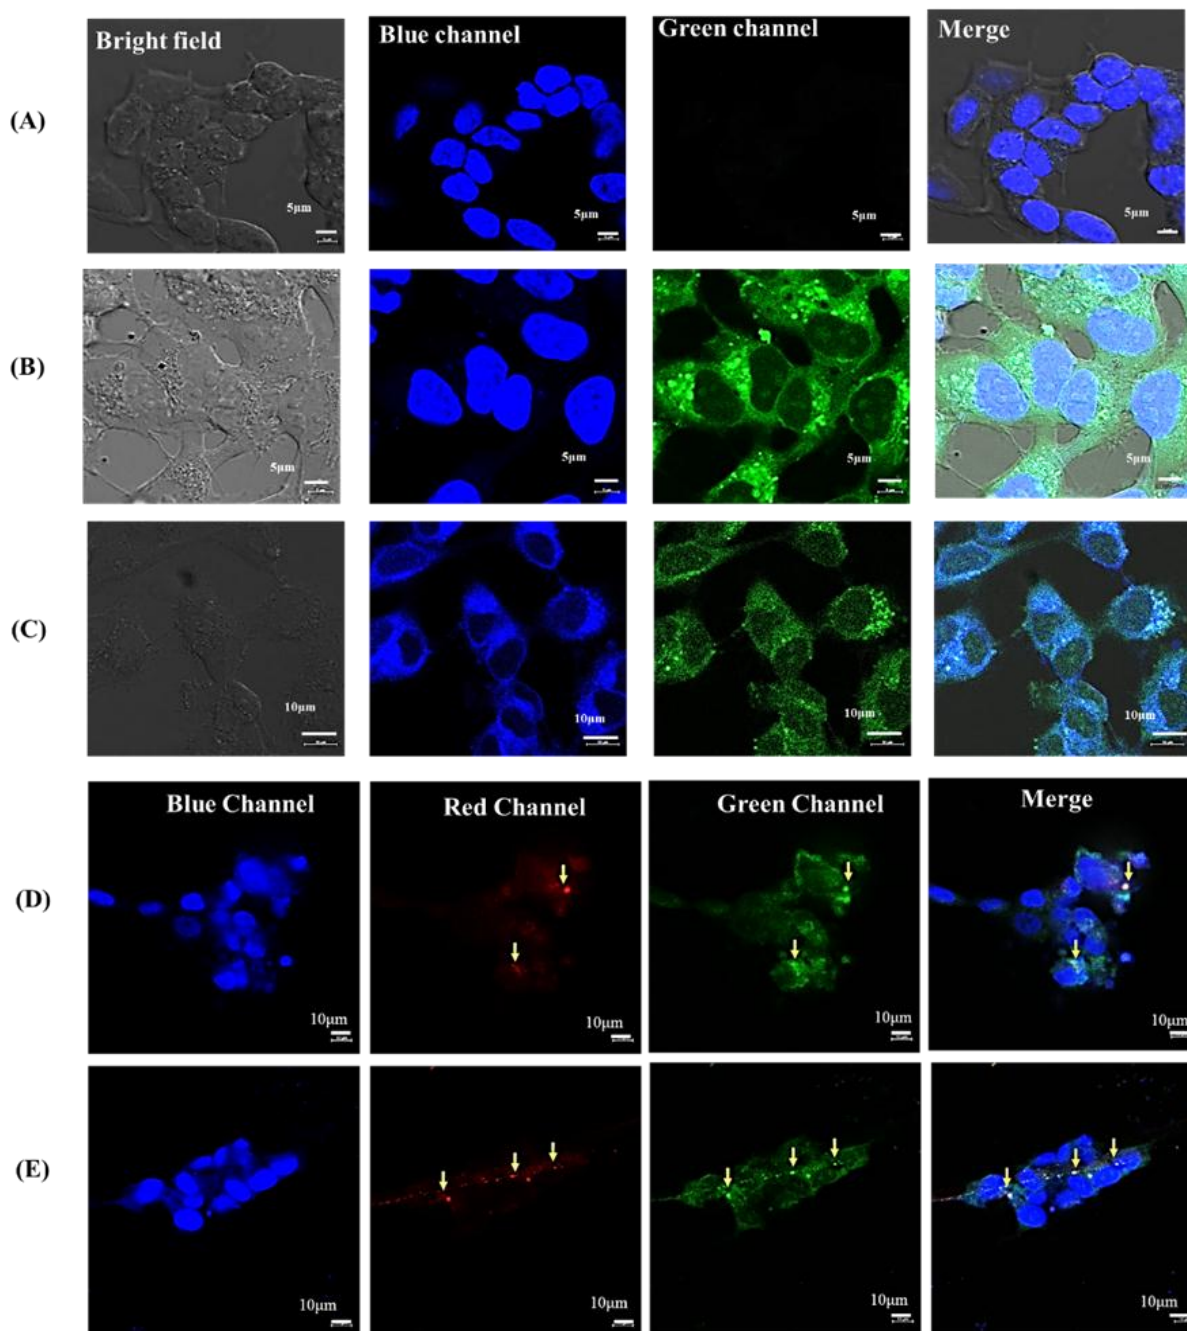 Bright field Blue channel Green channel Merge
(A) 5µm 5µm 5µm 5µm
(B) 5µm 5µm 5µm 5µm
(C) 10µm 10µm 10µm 10µm
Blue Channel Red Channel Green Channel Merge
(D) 10µm 10µm 10µm 10µm
(E) 10µm 10µm 10µm 10µm